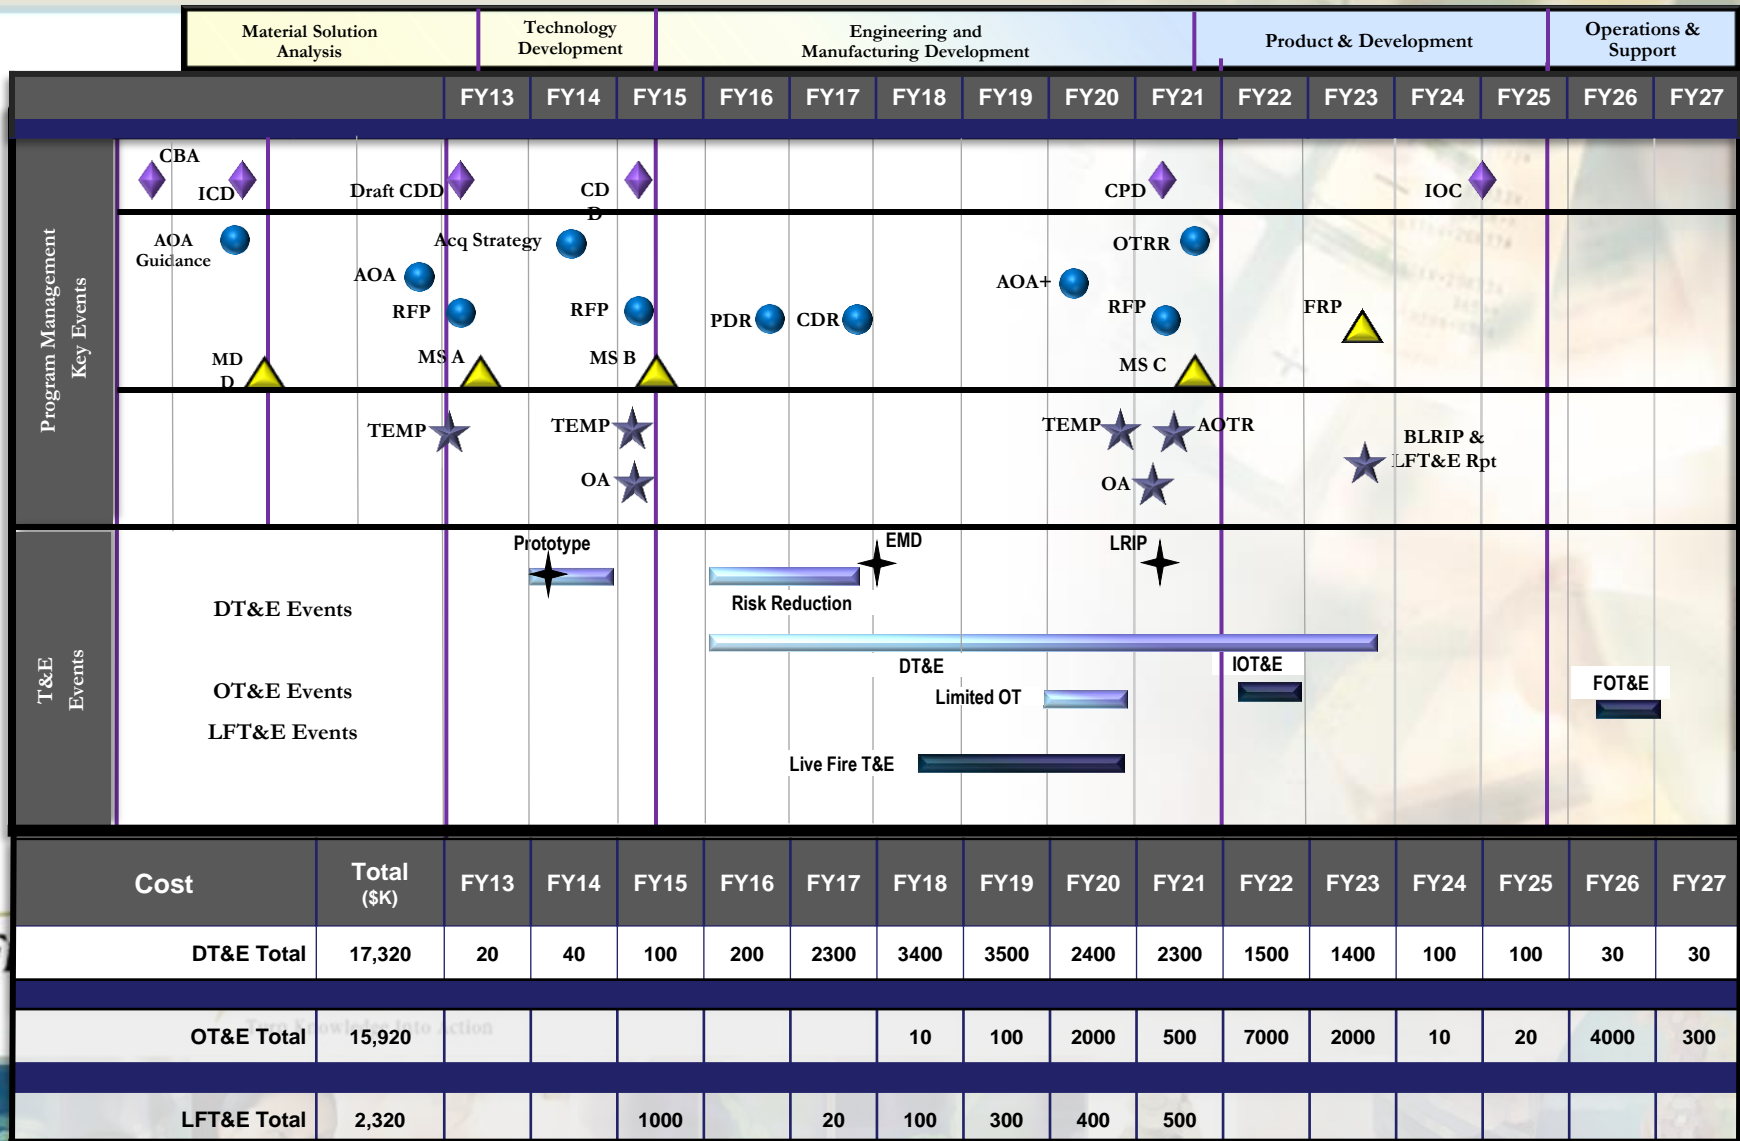 Material Solution
Analysis
Technology
Development
Engineering and
Manufacturing Development
Product & Development
Operations &
Support
FY13 FY14 FY15 FY16 FY17 FY18 FY19 FY20 FY21 FY22 FY23 FY24 FY25 FY26 FY27
Program Management
Key Events
CBA
ICD
Draft CDD
CD
D
CPD
IOC
AOA
Guidance
Acq Strategy
OTRR
AOA
AOA+
RFP
RFP
PDR
CDR
RFP
FRP
MD
D
MS A
MS B
MS C
TEMP
TEMP
TEMP
AOTR
BLRIP &
LFT&E Rpt
OA
OA
T&E
Events
Prototype
EMD
LRIP
Risk Reduction
DT&E Events
DT&E
IOT&E
OT&E Events
Limited OT
FOT&E
LFT&E Events
Live Fire T&E
Cost Total FY13 FY14 FY15 FY16 FY17 FY18 FY19 FY20 FY21 FY22 FY23 FY24 FY25 FY26 FY27
($K)
DT&E Total 17,320 20 40 100 200 2300 3400 3500 2400 2300 1500 1400 100 100 30 30
Turn Knowledge Into Action
OT&E Total 15,920 10 100 2000 500 7000 2000 10 20 4000 300
LFT&E Total 2,320 1000 20 100 300 400 500